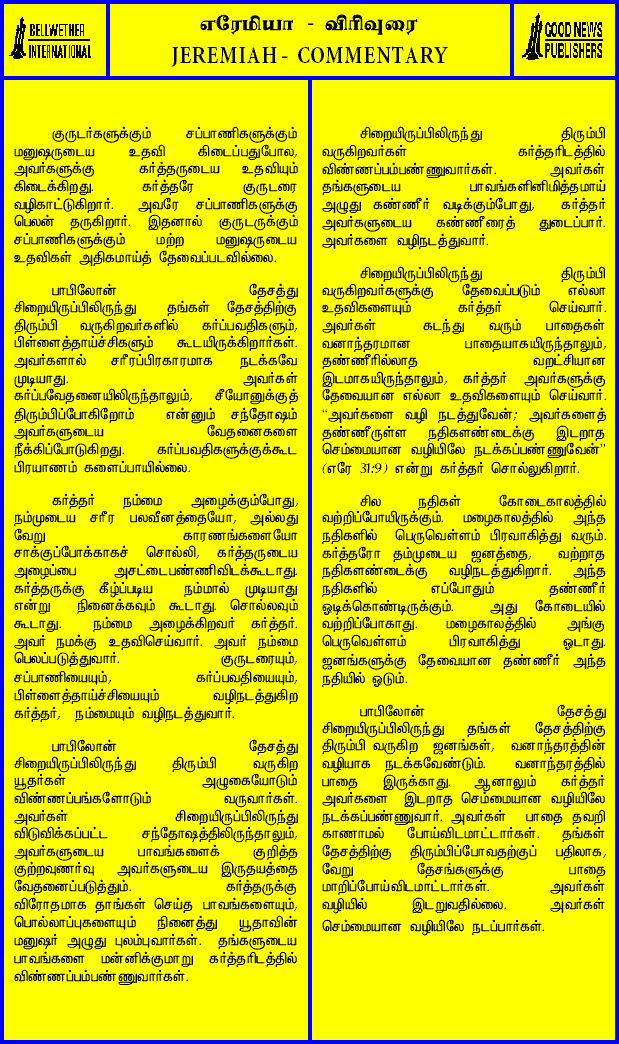 BELLWETHER
INTERNATIONAL
எரேமியா - விரிவுரை
JEREMIAH - COMMENTARY
GOOD NEWS
PUBLISHERS
குருடர்களுக்கும் சப்பாணிகளுக்கும்
மனுஷருடைய உதவி கிடைப்பதுபோல,
அவர்களுக்கு கர்த்தருடைய உதவியும்
கிடைக்கிறது. கர்த்தரே குருடரை
வழிகாட்டுகிறார். அவரே சப்பாணிகளுக்கு
பெலன் தருகிறார். இதனால் குருடருக்கும்
சப்பாணிகளுக்கும் மற்ற மனுஷருடைய
உதவிகள் அதிகமாய்த் தேவைப்படவில்லை.
பாபிலோன் தேசத்து
சிறையிருப்பிலிருந்து தங்கள் தேசத்திற்கு
திரும்பி வருகிறவர்களில் கர்ப்பவதிகளும்,
பிள்ளைத்தாய்ச்சிகளும் கூடயிருக்கிறார்கள்.
அவர்களால் சரீரப்பிரகாரமாக நடக்கவே
முடியாது. அவர்கள்
கர்ப்பவேதனையிலிருந்தாலும், சீயோனுக்குத்
திரும்பிப்போகிறோம் என்னும் சந்தோஷம்
அவர்களுடைய வேதனைகளை
நீக்கிப்போடுகிறது. கர்ப்பவதிகளுக்குக்கூட
பிரயாணம் களைப்பாயில்லை.
கர்த்தர் நம்மை அழைக்கும்போது,
நம்முடைய சரீர பலவீனத்தையோ, அல்லது
வேறு காரணங்களையோ
சாக்குப்போக்காகச் சொல்லி, கர்த்தருடைய
அழைப்பை அசட்டைபண்ணிவிடக்கூடாது.
கர்த்தருக்கு கீழ்ப்படிய நம்மால் முடியாது
என்று நினைக்கவும் கூடாது. சொல்லவும்
கூடாது. நம்மை அழைக்கிறவர் கர்த்தர்.
அவர் நமக்கு உதவிசெய்வார். அவர் நம்மை
பெலப்படுத்துவார். குருடரையும்,
சப்பாணியையும், கர்ப்பவதியையும்,
பிள்ளைத்தாய்ச்சியையும் வழிநடத்துகிற
கர்த்தர், நம்மையும் வழிநடத்துவார்.
பாபிலோன் தேசத்து
சிறையிருப்பிலிருந்து திரும்பி வருகிற
யூதர்கள் அழுகையோடும்
விண்ணப்பங்களோடும் வருவார்கள்.
அவர்கள் சிறையிருப்பிலிருந்து
விடுவிக்கப்பட்ட சந்தோஷத்திலிருந்தாலும்,
அவர்களுடைய பாவங்களைக் குறித்த
குற்றவுணர்வு அவர்களுடைய இருதயத்தை
வேதனைப்படுத்தும். கர்த்தருக்கு
விரோதமாக தாங்கள் செய்த பாவங்களையும்,
பொல்லாப்புகளையும் நினைத்து யூதாவின்
மனுஷர் அழுது புலம்புவார்கள். தங்களுடைய
பாவங்களை மன்னிக்குமாறு கர்த்தரிடத்தில்
விண்ணப்பம்பண்ணுவார்கள்.
சிறையிருப்பிலிருந்து திரும்பி
வருகிறவர்கள் கர்த்தரிடத்தில்
விண்ணப்பம்பண்ணுவார்கள். அவர்கள்
தங்களுடைய பாவங்களினிமித்தமாய்
அழுது கண்ணீர் வடிக்கும்போது, கர்த்தர்
அவர்களுடைய கண்ணீரைத் துடைப்பார்.
அவர்களை வழிநடத்துவார்.
சிறையிருப்பிலிருந்து திரும்பி
வருகிறவர்களுக்கு தேவைப்படும் எல்லா
உதவிகளையும் கர்த்தர் செய்வார்.
அவர்கள் கடந்து வரும் பாதைகள்
வனாந்தரமான பாதையாகயிருந்தாலும்,
தண்ணீரில்லாத வறட்சியான
இடமாகயிருந்தாலும், கர்த்தர் அவர்களுக்கு
தேவையான எல்லா உதவிகளையும் செய்வார்.
"அவர்களை வழி நடத்துவேன்; அவர்களைத்
தண்ணீருள்ள நதிகளண்டைக்கு இடறாத
செம்மையான வழியிலே நடக்கப்பண்ணுவேன்"
(எரே 31:9) என்று கர்த்தர் சொல்லுகிறார்.
சில நதிகள் கோடைகாலத்தில்
வற்றிப்போயிருக்கும். மழைகாலத்தில் அந்த
நதிகளில் பெருவெள்ளம் பிரவாகித்து வரும்.
கர்த்தரோ தம்முடைய ஜனத்தை, வற்றாத
நதிகளண்டைக்கு வழிநடத்துகிறார். அந்த
நதிகளில் எப்போதும் தண்ணீர்
ஓடிக்கொண்டிருக்கும். அது கோடையில்
வற்றிப்போகாது. மழைகாலத்தில் அங்கு
பெருவெள்ளம் பிரவாகித்து ஓடாது.
ஜனங்களுக்கு தேவையான தண்ணீர் அந்த
நதியில் ஓடும்.
பாபிலோன் தேசத்து
சிறையிருப்பிலிருந்து தங்கள் தேசத்திற்கு
திரும்பி வருகிற ஜனங்கள், வனாந்தரத்தின்
வழியாக நடக்கவேண்டும். வனாந்தரத்தில்
பாதை இருக்காது. ஆனாலும் கர்த்தர்
அவர்களை இடறாத செம்மையான வழியிலே
நடக்கப்பண்ணுவார். அவர்கள் பாதை தவறி
காணாமல் போய்விடமாட்டார்கள். தங்கள்
தேசத்திற்கு திரும்பிப்போவதற்குப் பதிலாக,
வேறு தேசங்களுக்கு பாதை
மாறிப்போய்விடமாட்டார்கள். அவர்கள்
வழியில் இடறுவதில்லை. அவர்கள்
செம்மையான வழியிலே நடப்பார்கள்.